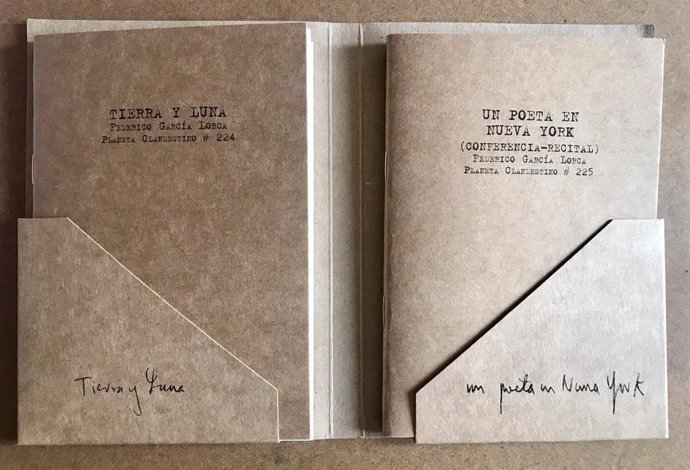 TIERRA Y LUNA
FEDERICO GARCÍA LORCA
PLANETA CLANDESTINO # 224
Tierra y Luna
UN POETA EN
NUEVA YORK
(CONFERENCIA-RECITAL)
FEDERICO GARCÍA LORCA
PLANETA CLANDESTINO # 225
un poeta en Nueva York